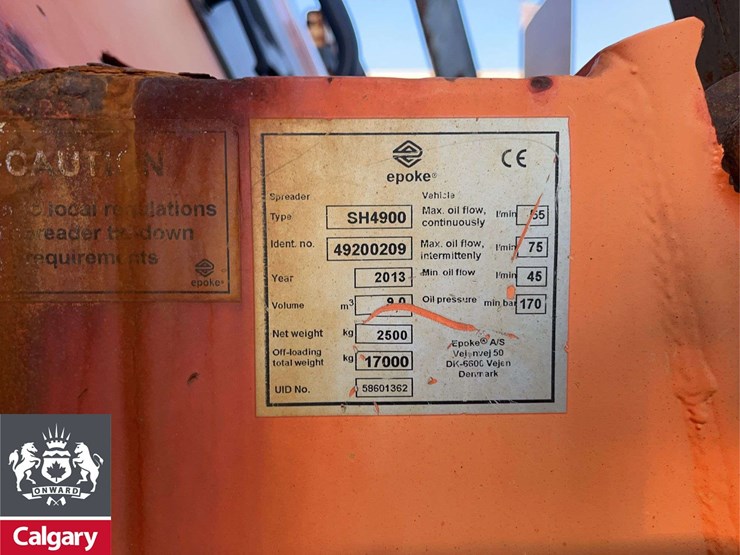 CAUTION
local regulations
down
requirements
epoke®
epoke®
CE
Spreader
Type SH4900
Ident. no. 49200209
Year 2013
Volume m³ 9.0
Net weight kg 2500
Off-loading
total weight kg 17000
UID No. 58601362
Vehicle
Max. oil flow,
continuously l/min 55
Max. oil flow,
intermittenly l/min 75
Min. oil flow l/min 45
Oil pressure min bar 170
Epoke® A/S
Vejenvej 50
DK-6600 Vejen
Denmark
ONWARD
Calgary